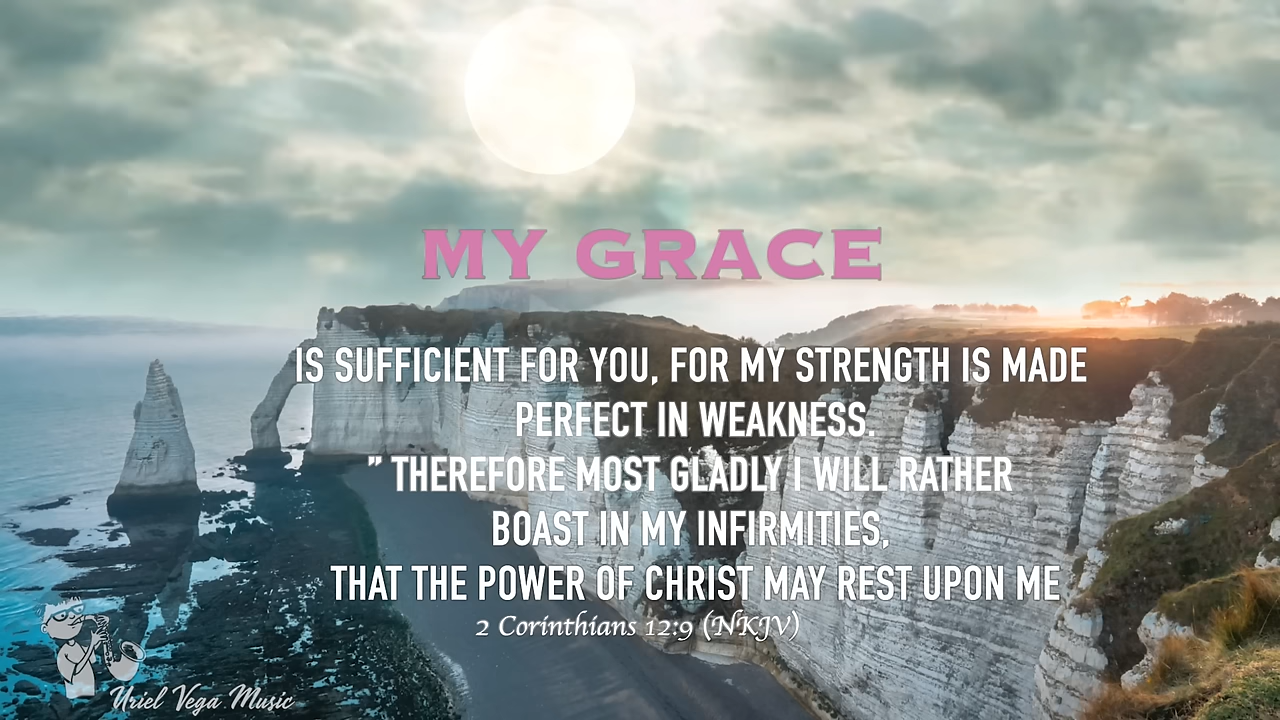 MY GRACE
IS SUFFICIENT FOR YOU, FOR MY STRENGTH IS MADE
PERFECT IN WEAKNESS.
” THEREFORE MOST GLADLY I WILL RATHER
BOAST IN MY INFIRMITIES,
THAT THE POWER OF CHRIST MAY REST UPON ME
2 Corinthians 12:9 (NKJV)
Uriel Vega Music